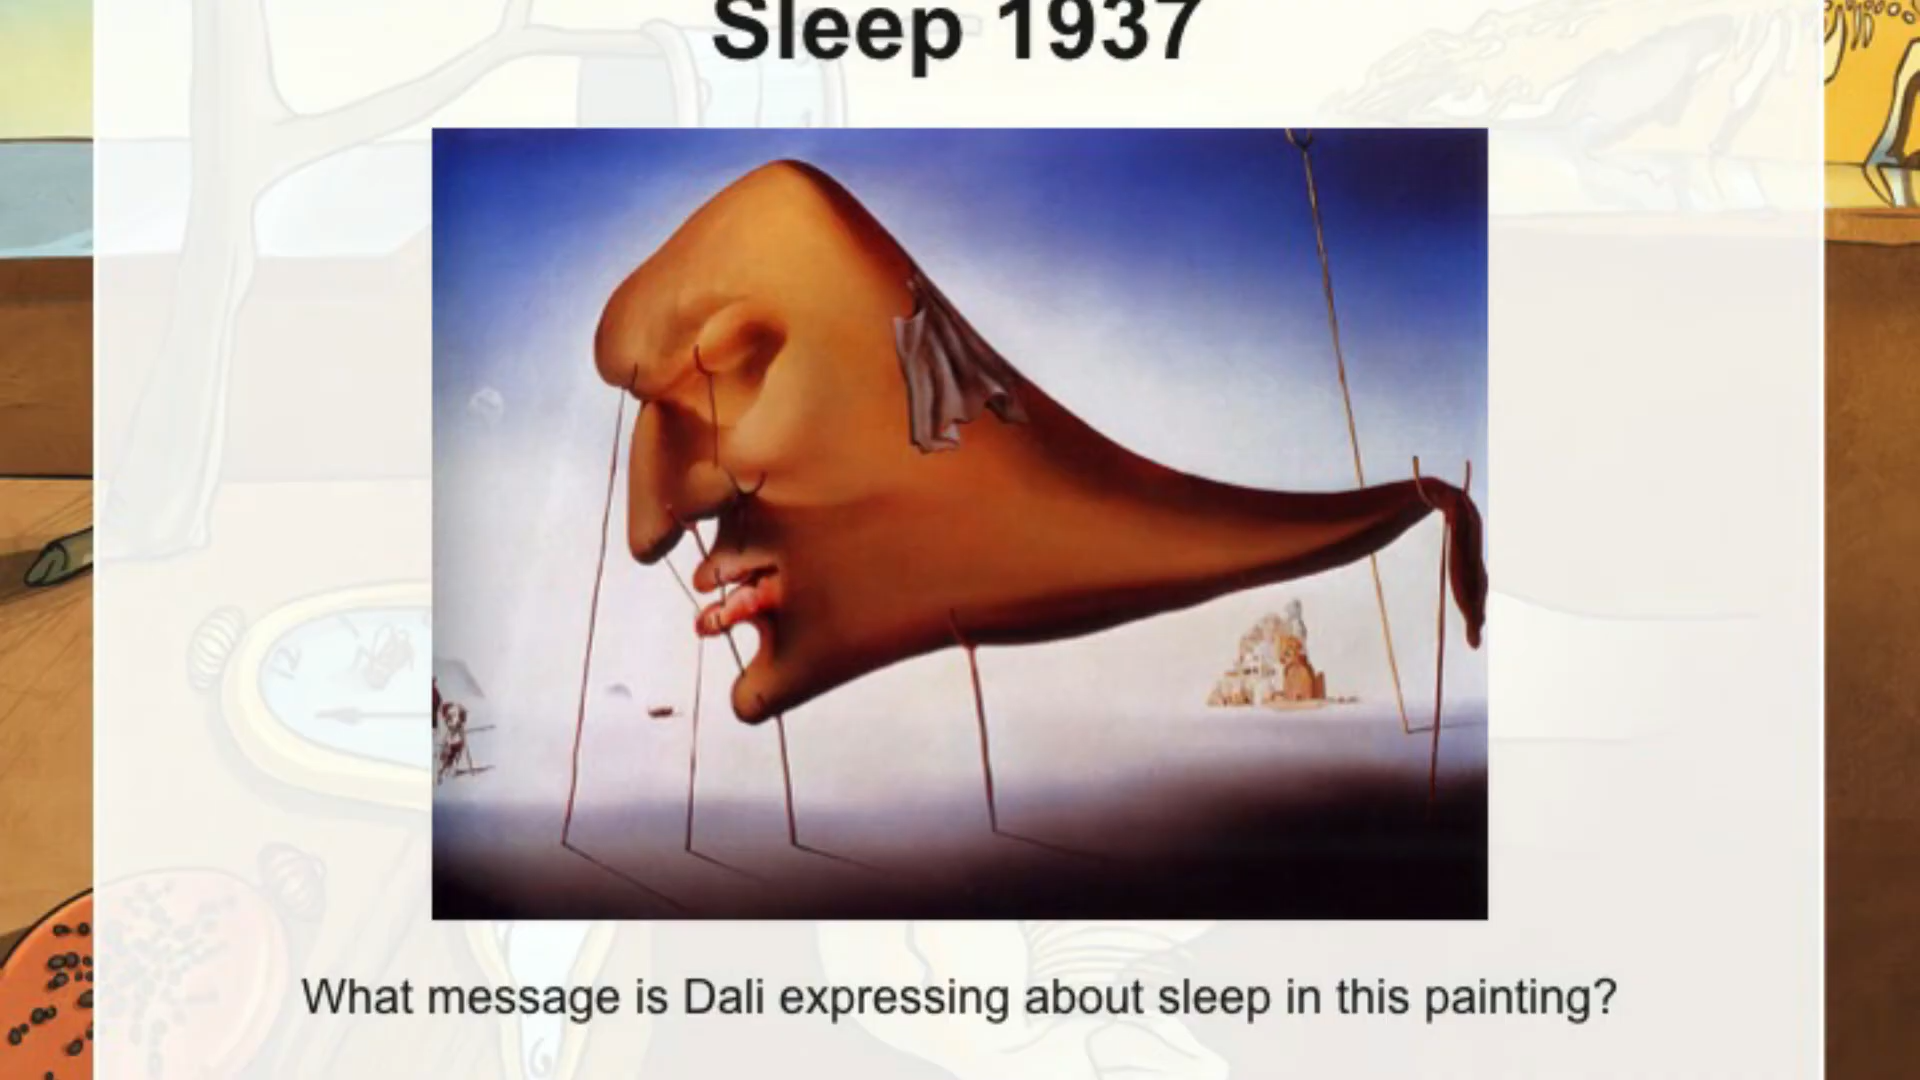 Sleep 1937
What message is Dali expressing about sleep in this painting?